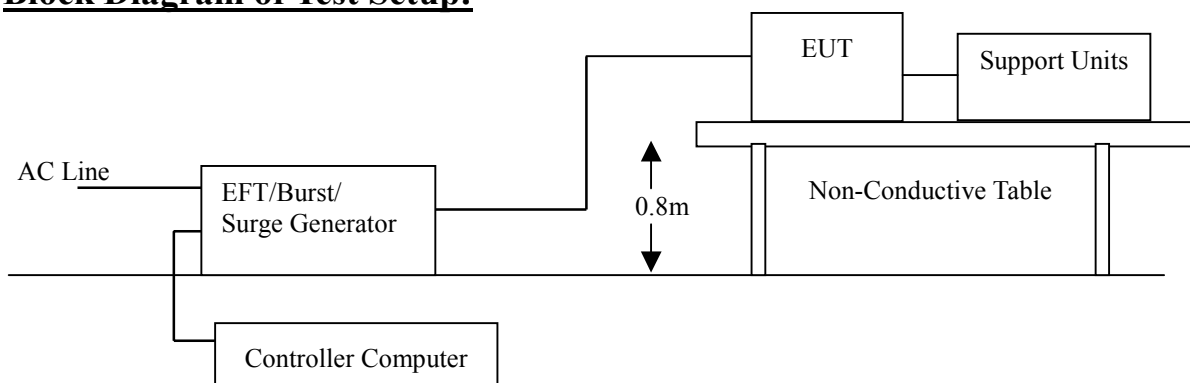 Block Diagram of Test Setup:
EUT
Support Units
AC Line
EFT/Burst/
Surge Generator
0.8m
Non-Conductive Table
Controller Computer